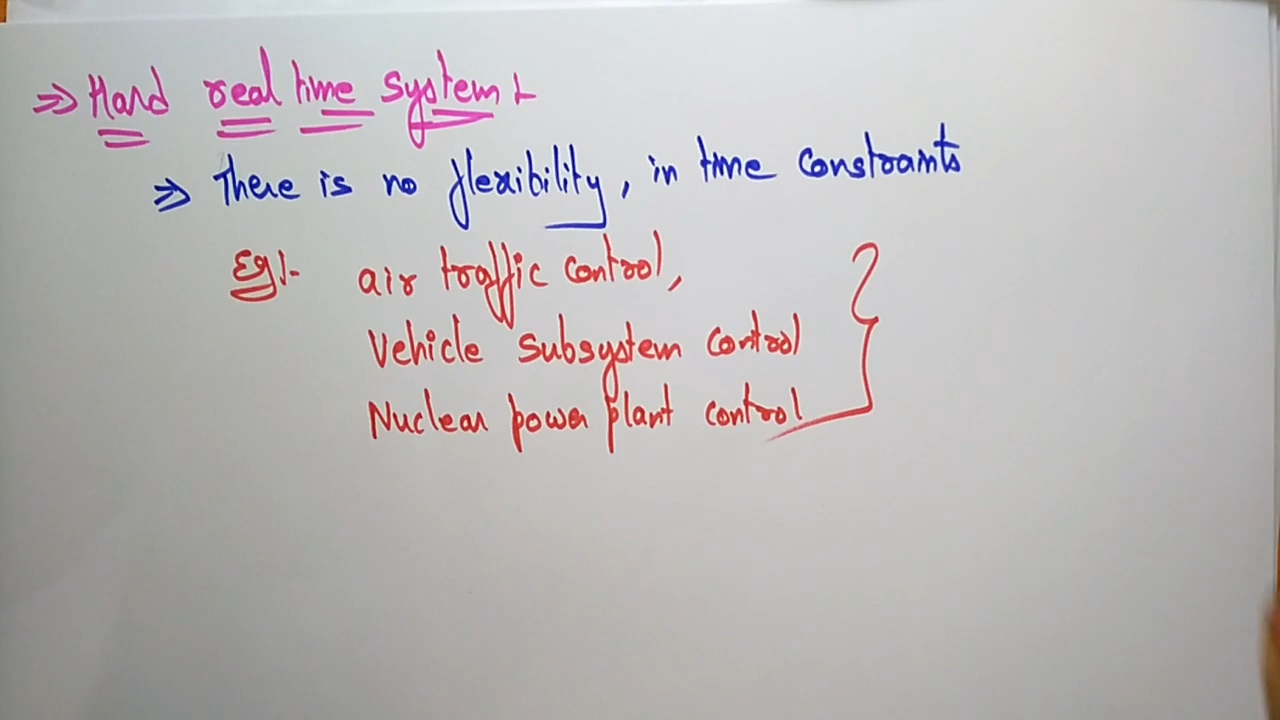 ⇒ Hard real time system :-
⇒ There is no flexibility, in time constraints
Eg:- air traffic control,
Vehicle subsystem control
Nuclear power plant control